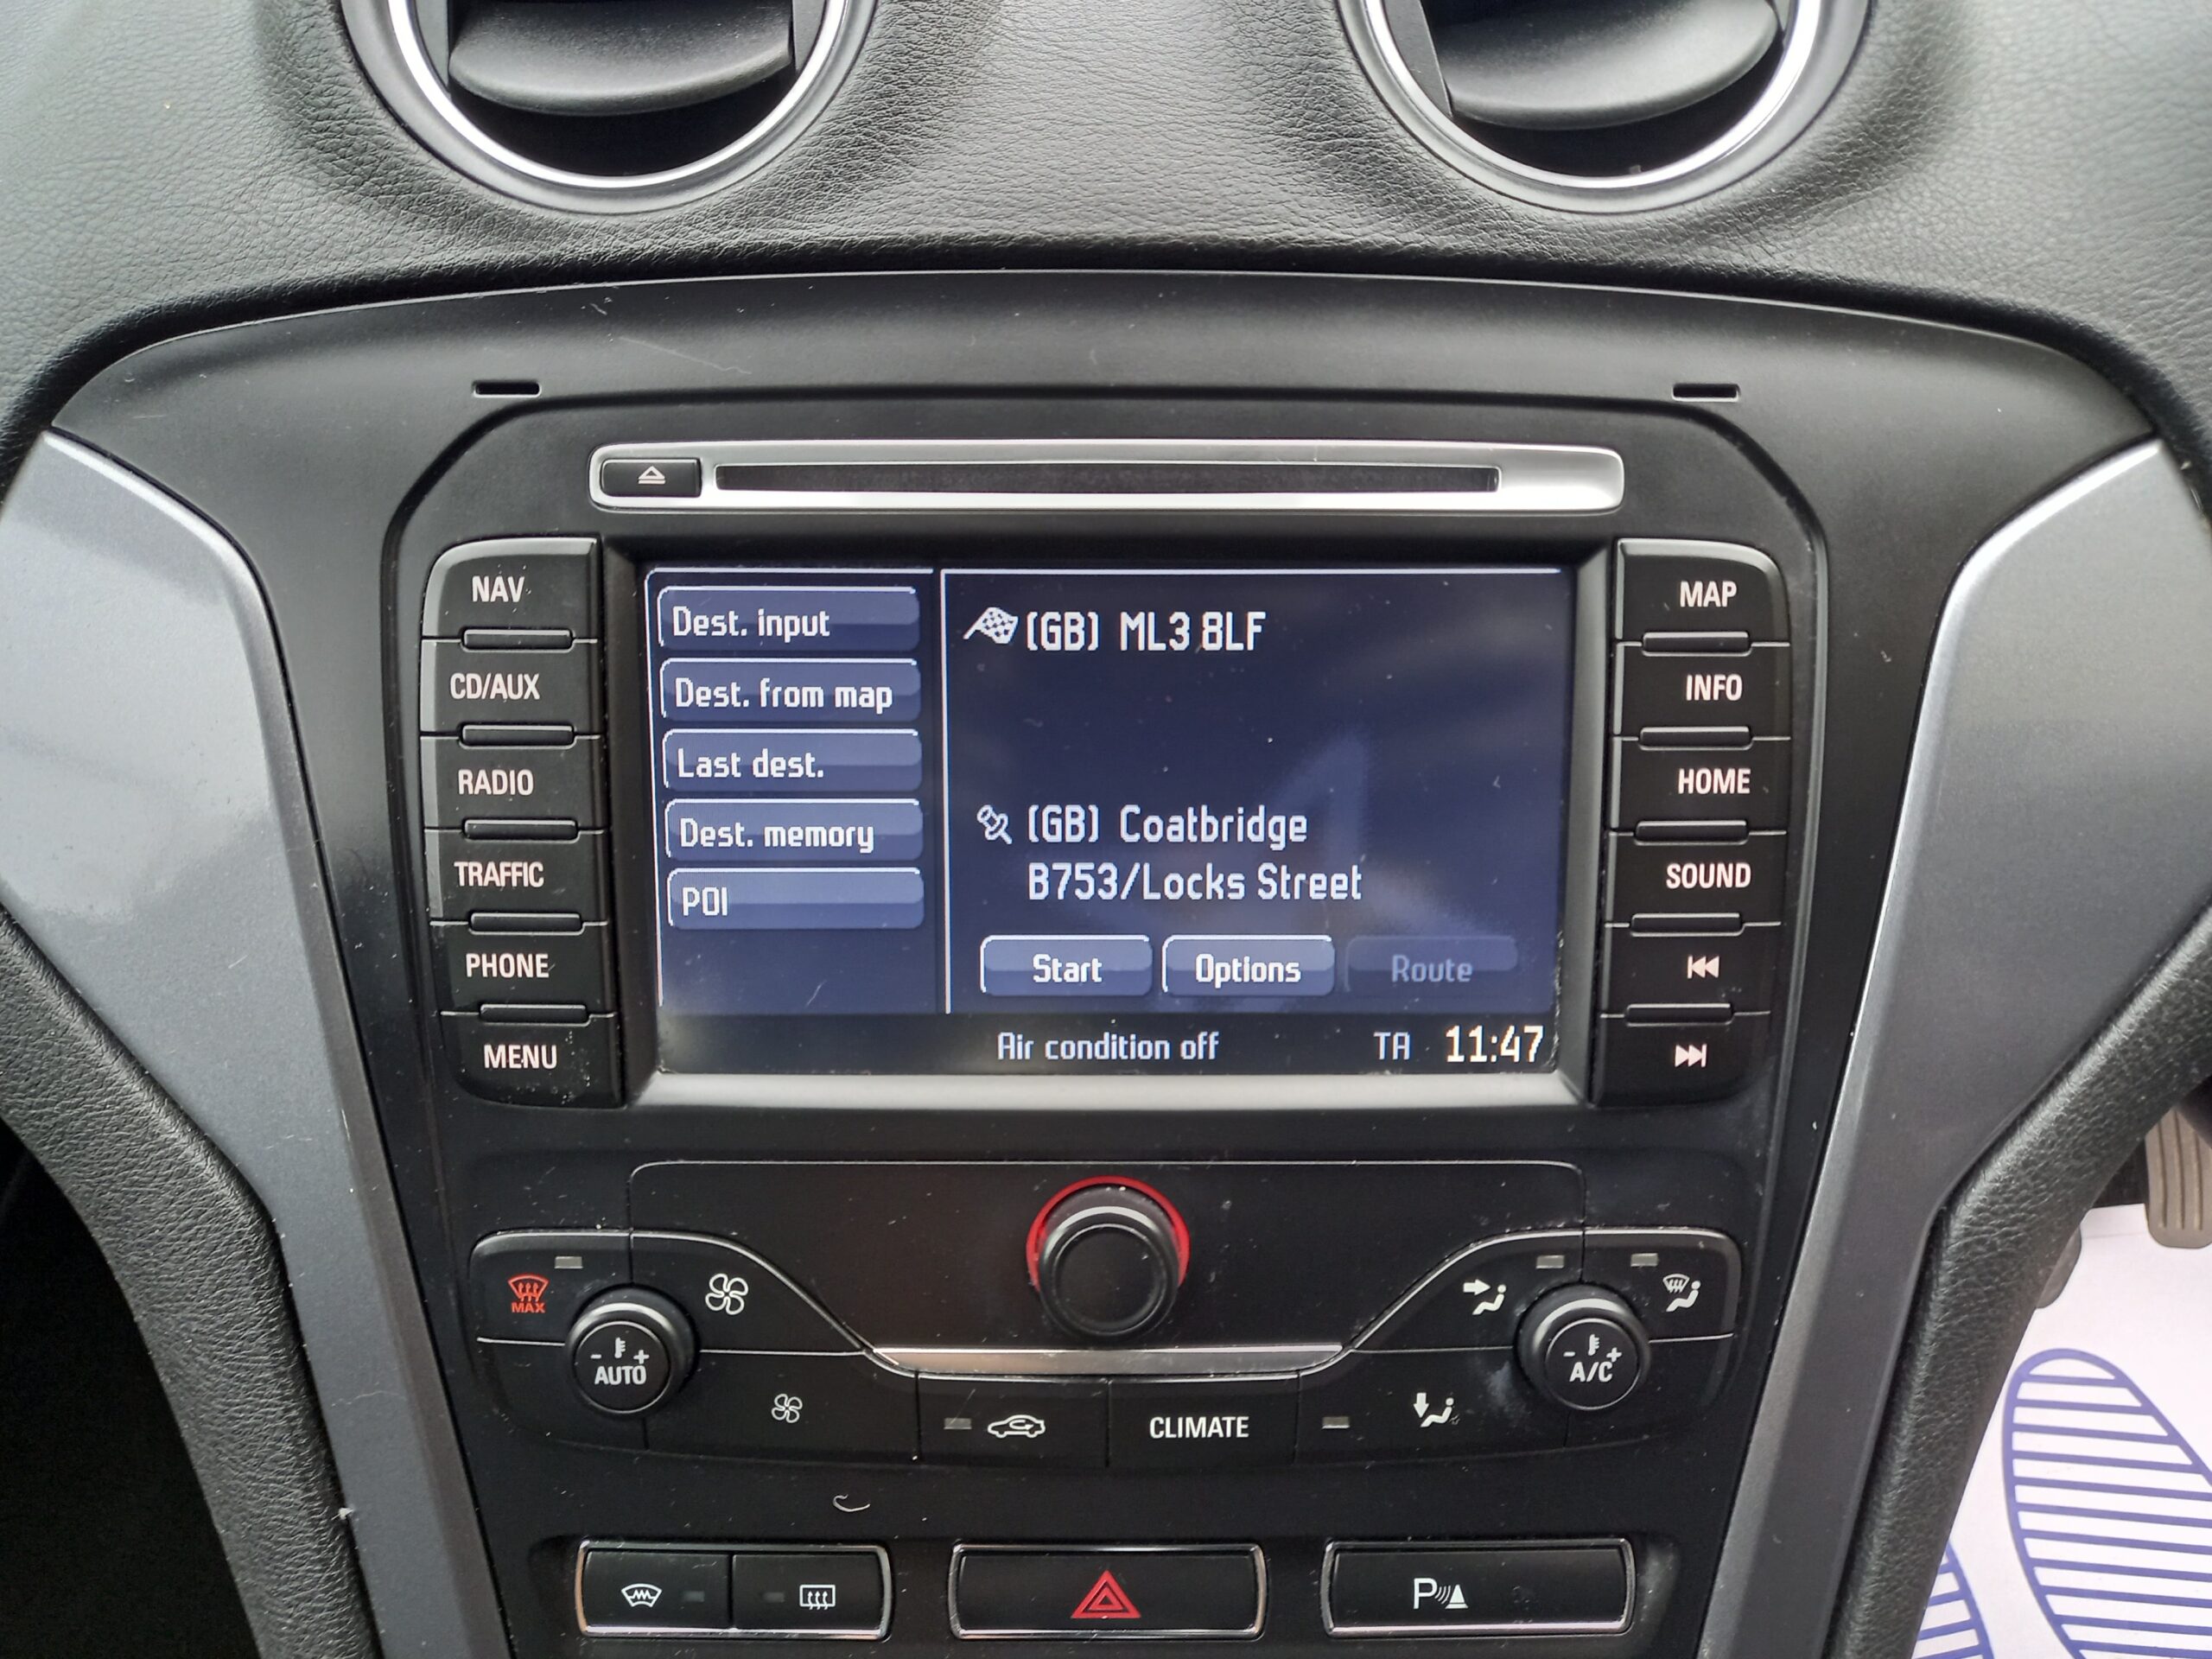 NAV
CD/AUX
RADIO
TRAFFIC
PHONE
MENU
Dest. input
Dest. from map
Last dest.
Dest. memory
POI
(GB) ML3 8LF
(GB) Coatbridge
B753/Locks Street
Start Options Route
Air condition off TA 11:47
MAP
INFO
HOME
SOUND
MAX
- +
AUTO
- +
A/C
CLIMATE
P